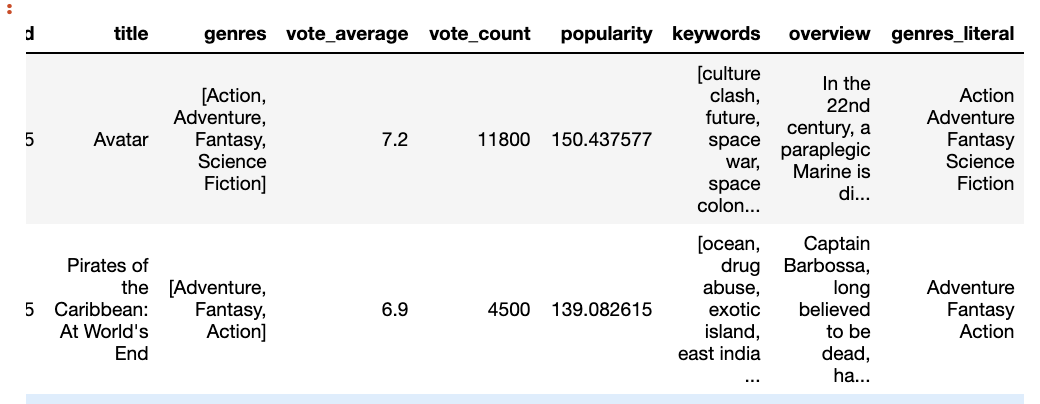 d title genres vote_average vote_count popularity keywords overview genres_literal
5 Avatar [Action, Adventure, Fantasy, Science Fiction] 7.2 11800 150.437577 [culture clash, future, space war, space colon... In the 22nd century, a paraplegic Marine is di... Action Adventure Fantasy Science Fiction
5 Pirates of the Caribbean: At World's End [Adventure, Fantasy, Action] 6.9 4500 139.082615 [ocean, drug abuse, exotic island, east india ... Captain Barbossa, long believed to be dead, ha... Adventure Fantasy Action